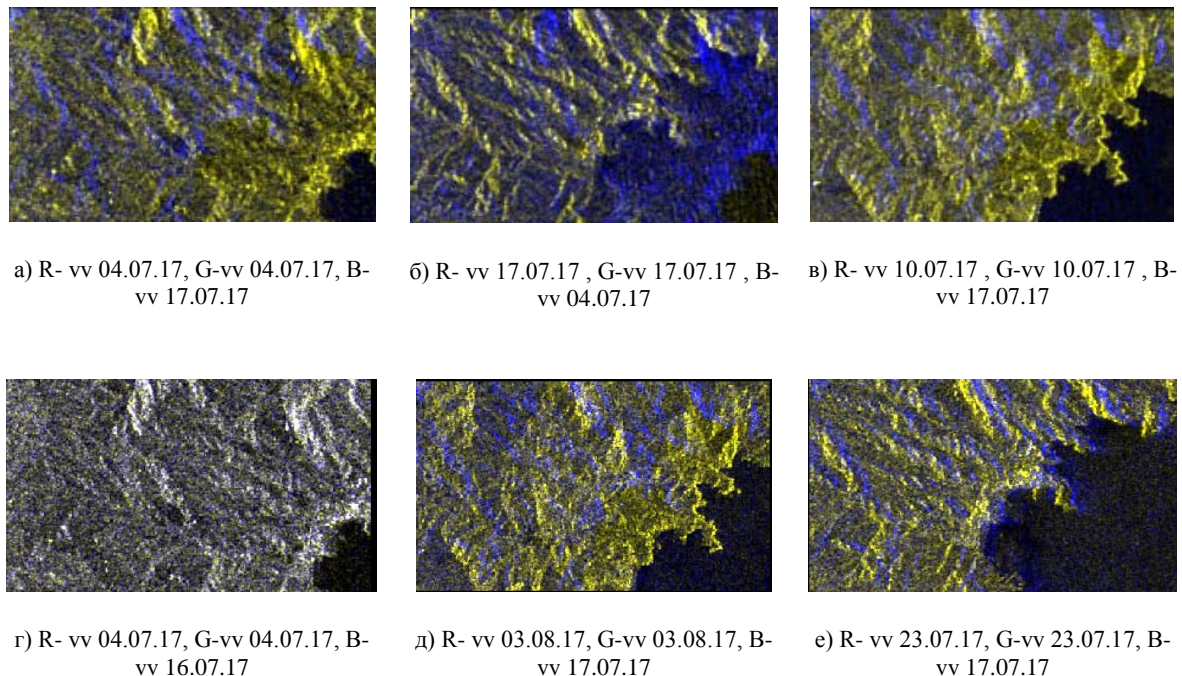 а) R- vv 04.07.17, G-vv 04.07.17, B-
vv 17.07.17
б) R- vv 17.07.17 , G-vv 17.07.17 , B-
vv 04.07.17
в) R- vv 10.07.17 , G-vv 10.07.17 , B-
vv 17.07.17
г) R- vv 04.07.17, G-vv 04.07.17, B-
vv 16.07.17
д) R- vv 03.08.17, G-vv 03.08.17, B-
vv 17.07.17
е) R- vv 23.07.17, G-vv 23.07.17, B-
vv 17.07.17